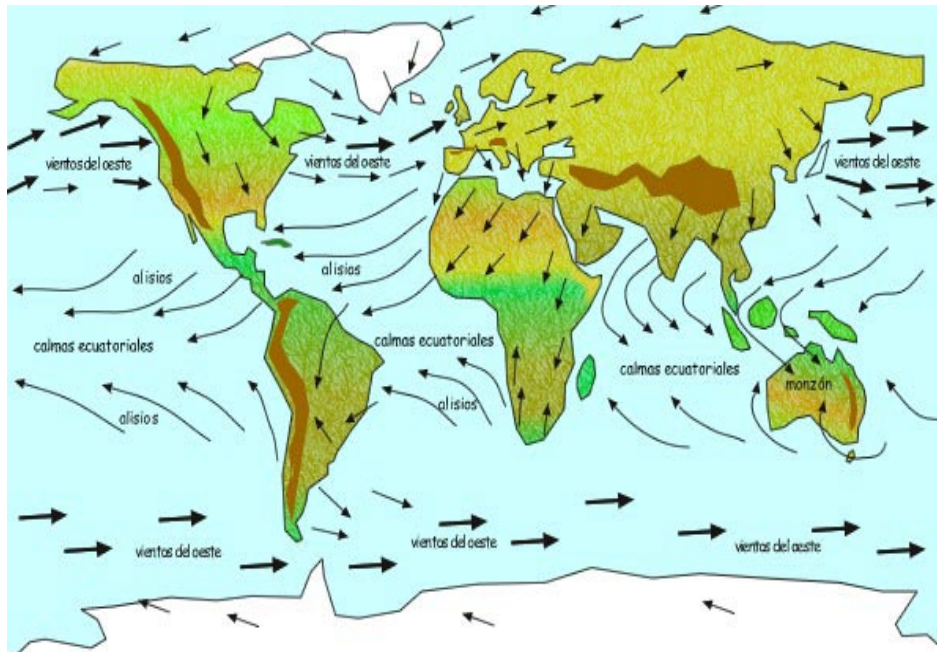 vientos del oeste
vientos del oeste
vientos del oeste
alisios
alisios
calmas ecuatoriales
calmas ecuatoriales
calmas ecuatoriales
monzón
alisios
alisios
vientos del oeste
vientos del oeste
vientos del oeste